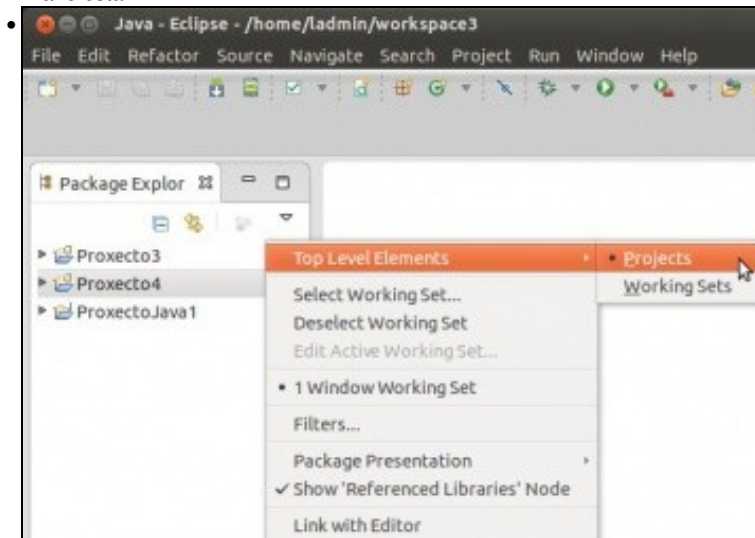 Java - Eclipse - /home/ladmin/workspace3
File Edit Refactor Source Navigate Search Project Run Window Help
Package Explor
Proxecto3
Proxecto4
ProxectoJava1
Top Level Elements
Projects
Working Sets
Select Working Set...
Deselect Working Set
Edit Active Working Set...
1 Window Working Set
Filters...
Package Presentation
Show 'Referenced Libraries' Node
Link with Editor